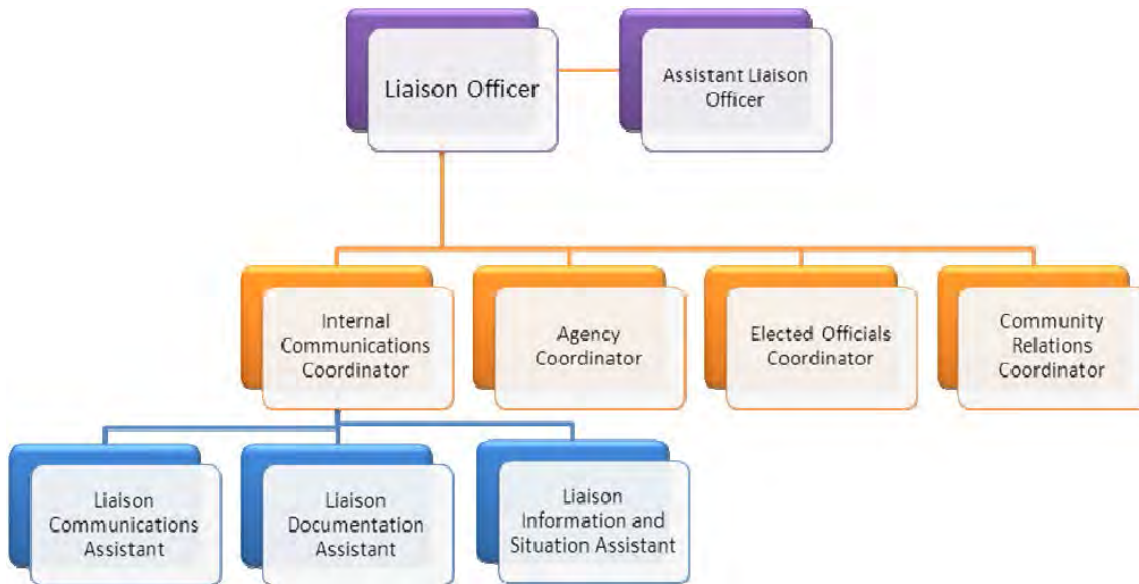 Liaison Officer
Assistant Liaison
Officer
Internal
Communications
Coordinator
Agency
Coordinator
Elected Officials
Coordinator
Community
Relations
Coordinator
Liaison
Communications
Assistant
Liaison
Documentation
Assistant
Liaison
Information and
Situation Assistant